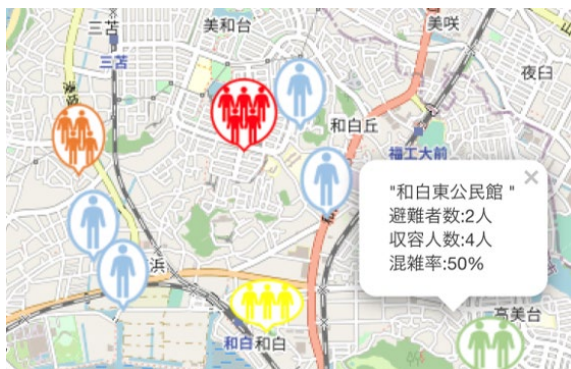 美咲
三苫
美和台
三苫
夜臼
和白丘
福工大前
"和白東公民館 "
避難者数:2人
収容人数:4人
混雑率:50%
×
浜
高美台
和白和白